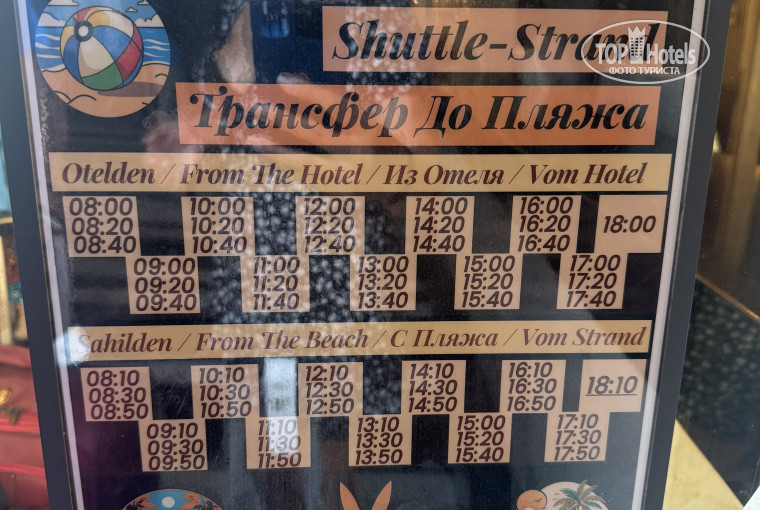 Shuttle-Strand
TOP Hotels
ФОТО ТУРИСТА
Трансфер До Пляжа
Otelden / From The Hotel / Из Отеля / Vom Hotel
08:00 10:00 12:00 14:00 16:00 18:00
08:20 10:20 12:20 14:20 16:20
08:40 10:40 12:40 14:40 16:40
09:00 11:00 13:00 15:00 17:00
09:20 11:20 13:20 15:20 17:20
09:40 11:40 13:40 15:40 17:40
Sahilden / From The Beach / С Пляжа / Vom Strand
08:10 10:10 12:10 14:10 16:10 18:10
08:30 10:30 12:30 14:30 16:30
08:50 10:50 12:50 14:50 16:50
09:10 11:10 13:10 15:00 17:10
09:30 11:30 13:30 15:20 17:30
09:50 11:50 13:50 15:40 17:50